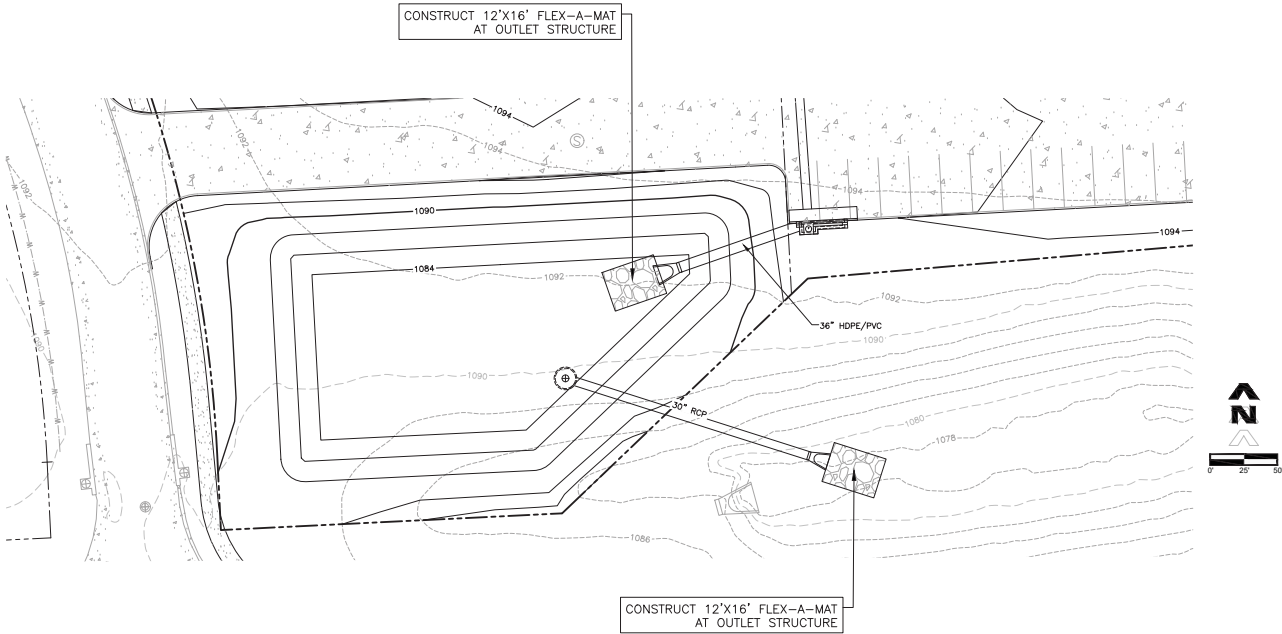 CONSTRUCT 12'X16' FLEX-A-MAT
AT OUTLET STRUCTURE
1094
1092
1094
S
1092
1094
1090
1094
1084
1092
1092
36" HDPE/PVC
1090
1090
1090
30" RCP
1080
1078
N
0' 25' 50
1086
CONSTRUCT 12'X16' FLEX-A-MAT
AT OUTLET STRUCTURE
W
W
W
W
W
W